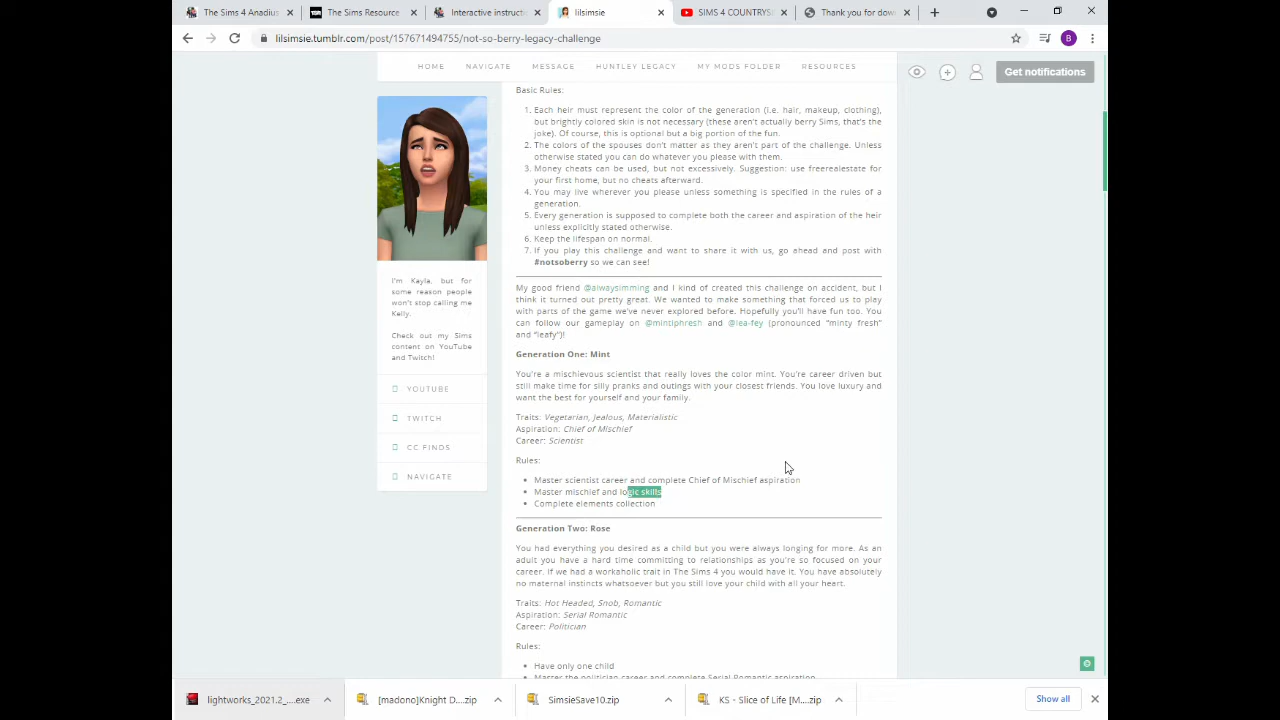 The Sims 4 Anadius
The Sims Resource
Interactive instructi
lilsimsie
SIMS 4 COUNTRYS
Thank you for dow
lilsimsie.tumblr.com/post/157671494755/not-so-berry-legacy-challenge
B
HOME NAVIGATE MESSAGE HUNTLEY LEGACY MY MODS FOLDER RESOURCES
Get notifications
I'm Kayla, but for
some reason people
won't stop calling me
Kelly.
Check out my Sims
content on YouTube
and Twitch!
YOUTUBE
TWITCH
CC FINDS
NAVIGATE
Basic Rules:
1. Each heir must represent the color of the generation (i.e. hair, makeup, clothing),
but brightly colored skin is not necessary (these aren't actually berry Sims, that's the
joke). Of course, this is optional but a big portion of the fun.
2. The colors of the spouses don't matter as they aren't part of the challenge. Unless
otherwise stated you can do whatever you please with them.
3. Money cheats can be used, but not excessively. Suggestion: use freerealestate for
your first home, but no cheats afterward.
4. You may live wherever you please unless something is specified in the rules of a
generation.
5. Every generation is supposed to complete both the career and aspiration of the heir
unless explicitly stated otherwise.
6. Keep the lifespan on normal.
7. If you play this challenge and want to share it with us, go ahead and post with
#notsoberry so we can see!
My good friend @alwaysimming and I kind of created this challenge on accident, but I
think it turned out pretty great. We wanted to make something that forced us to play
with parts of the game we've never explored before. Hopefully you'll have fun too. You
can follow our gameplay on @mintiphresh and @lea-fey (pronounced "minty fresh"
and "leafy")!
Generation One: Mint
You're a mischievous scientist that really loves the color mint. You're career driven but
still make time for silly pranks and outings with your closest friends. You love luxury and
want the best for yourself and your family.
Traits: Vegetarian, Jealous, Materialistic
Aspiration: Chief of Mischief
Career: Scientist
Rules:
• Master scientist career and complete Chief of Mischief aspiration
• Master mischief and logic skills
• Complete elements collection
Generation Two: Rose
You had everything you desired as a child but you were always longing for more. As an
adult you have a hard time committing to relationships as you're so focused on your
career. If we had a workaholic trait in The Sims 4 you would have it. You have absolutely
no maternal instincts whatsoever but you still love your child with all your heart.
Traits: Hot Headed, Snob, Romantic
Aspiration: Serial Romantic
Career: Politician
Rules:
• Have only one child
• Master the politician career and complete Serial Romantic aspiration
lightworks_2021.2_....exe
[madono]Knight D....zip
SimsieSave10.zip
KS - Slice of Life [M....zip
Show all